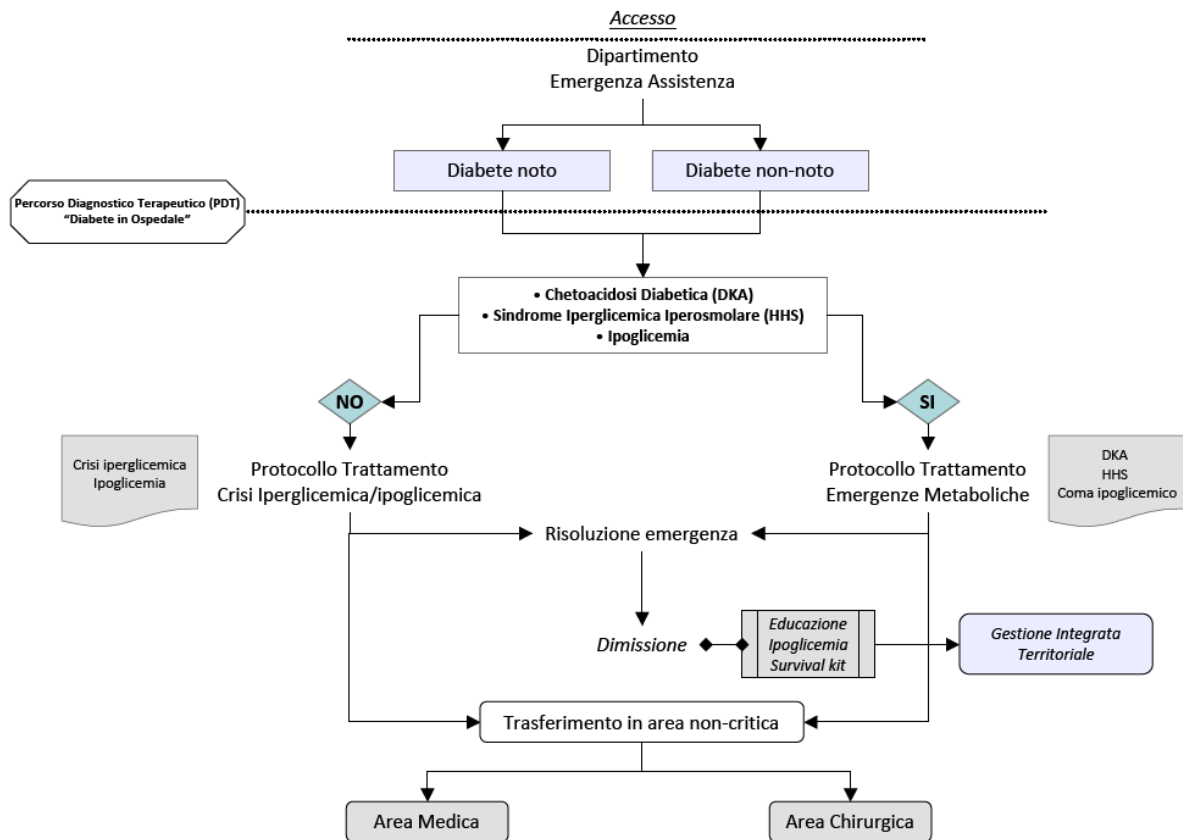 Accesso
Dipartimento
Emergenza Assistenza
Diabete noto
Diabete non-noto
Percorso Diagnostico Terapeutico (PDT)
“Diabete in Ospedale”
• Chetoacidosi Diabetica (DKA)
• Sindrome Iperglicemica Iperosmolare (HHS)
• Ipoglicemia
NO
SI
Crisi iperglicemica
Ipoglicemia
Protocollo Trattamento
Crisi Iperglicemica/ipoglicemica
Protocollo Trattamento
Emergenze Metaboliche
DKA
HHS
Coma ipoglicemico
Risoluzione emergenza
Dimissione
Educazione
Ipoglicemia
Survival kit
Gestione Integrata
Territoriale
Trasferimento in area non-critica
Area Medica
Area Chirurgica